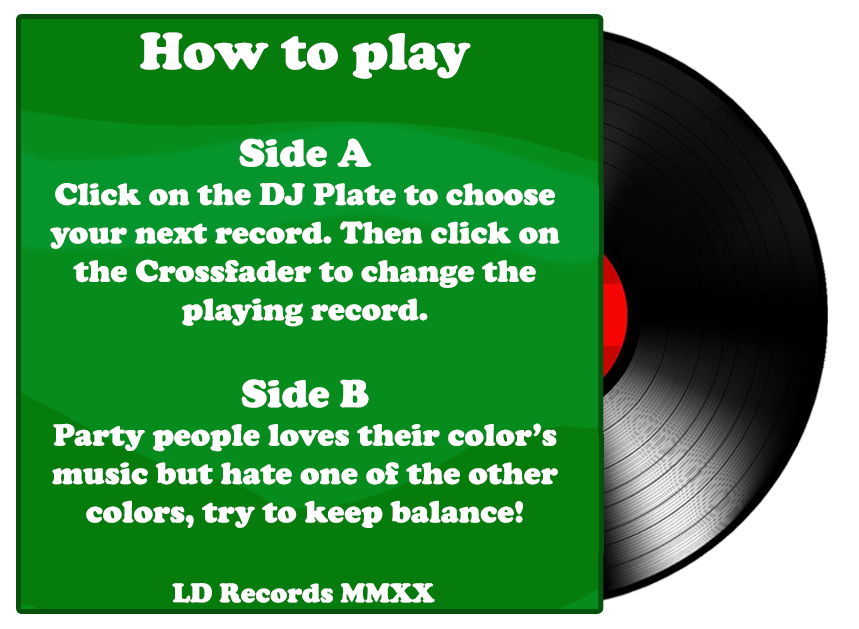 How to play
Side A
Click on the DJ Plate to choose
your next record. Then click on
the Crossfader to change the
playing record.
Side B
Party people loves their color’s
music but hate one of the other
colors, try to keep balance!
LD Records MMXX